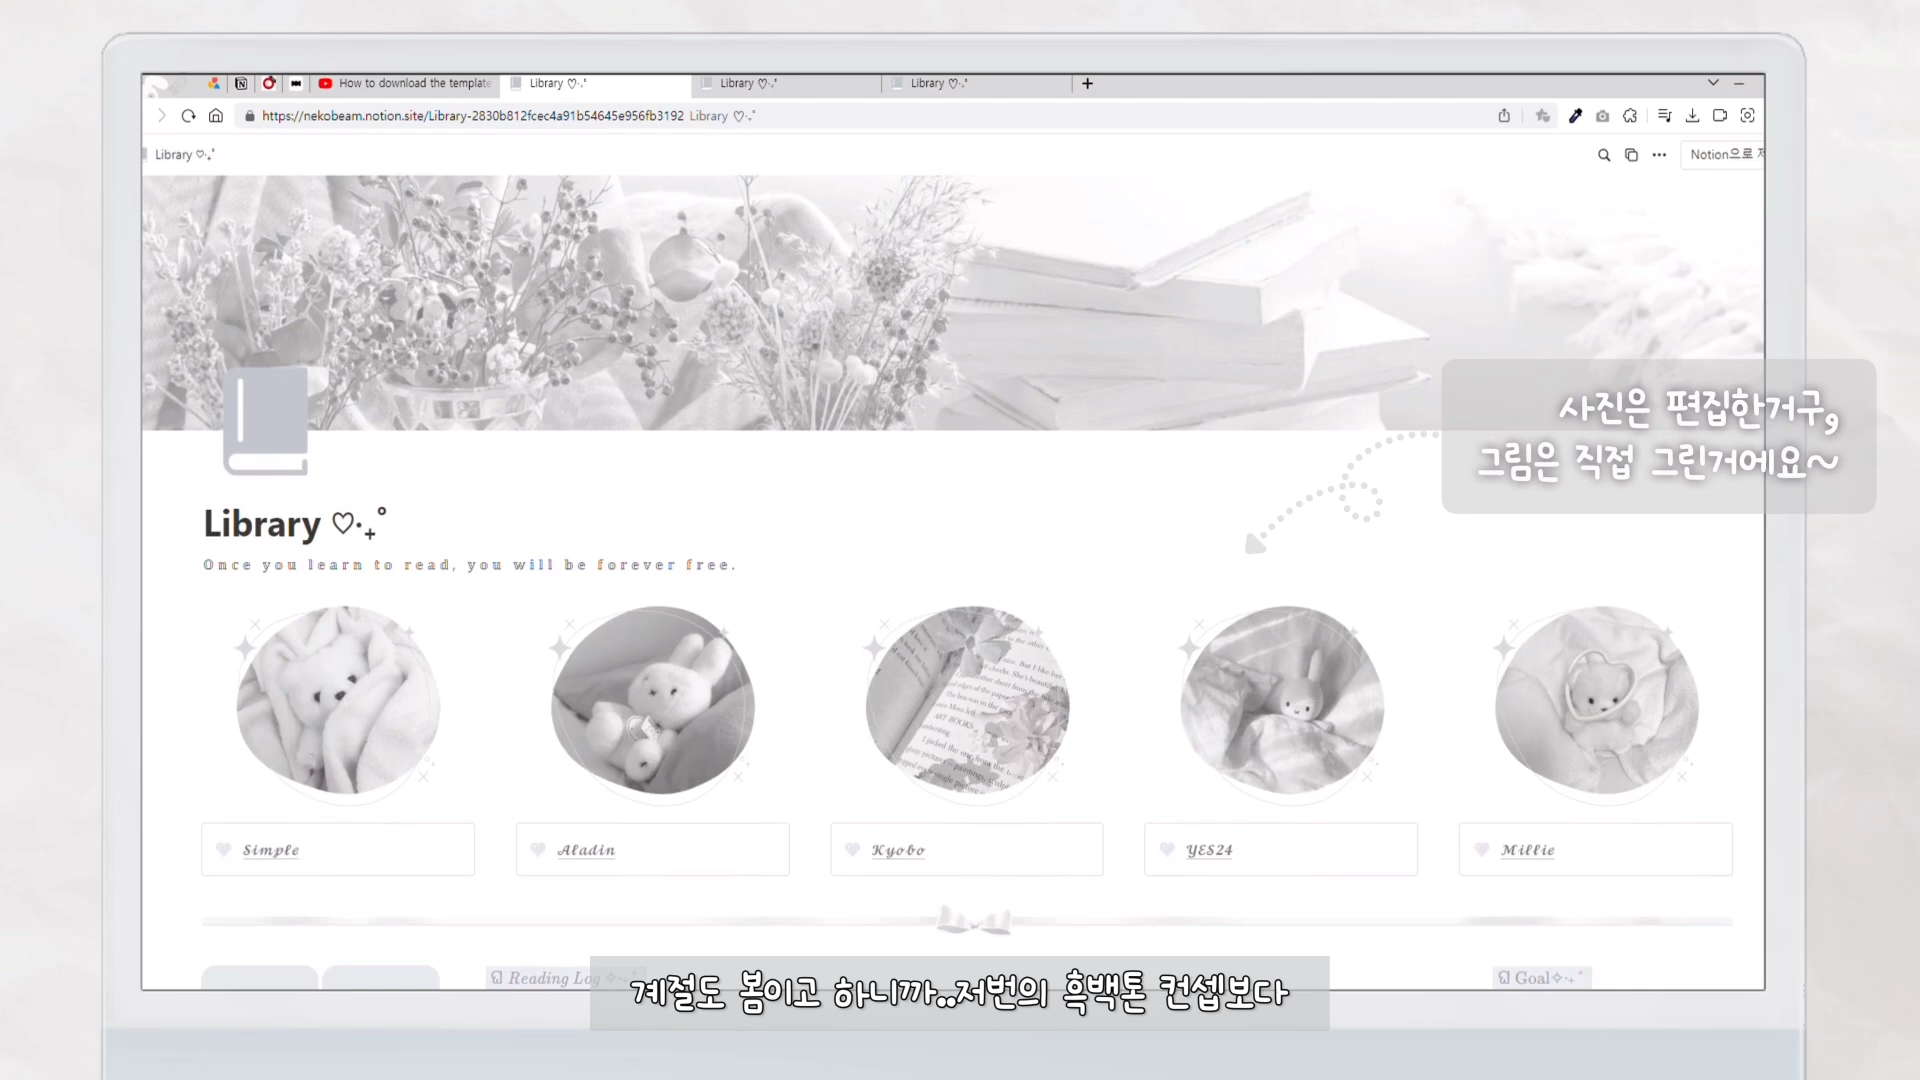 How to download the template
Library ♡·˖˚
Library ♡·˖˚
Library ♡·˖˚
https://nekobeam.notion.site/Library-2830b812fcec4a91b54645e956fb3192 Library ♡·˖˚
Library ♡·˖˚
Notion으로
사진은 편집한거구,
그림은 직접 그린거에요~
Library ♡·₊˚
Once you learn to read, you will be forever free.
ART BOOKS
Simple
Aladin
Kyobo
YES24
Millie
Reading Log ✧·˖˚
Goal✧·˖˚
계절도 봄이고 하니까..저번의 흑백톤 컨셉보다